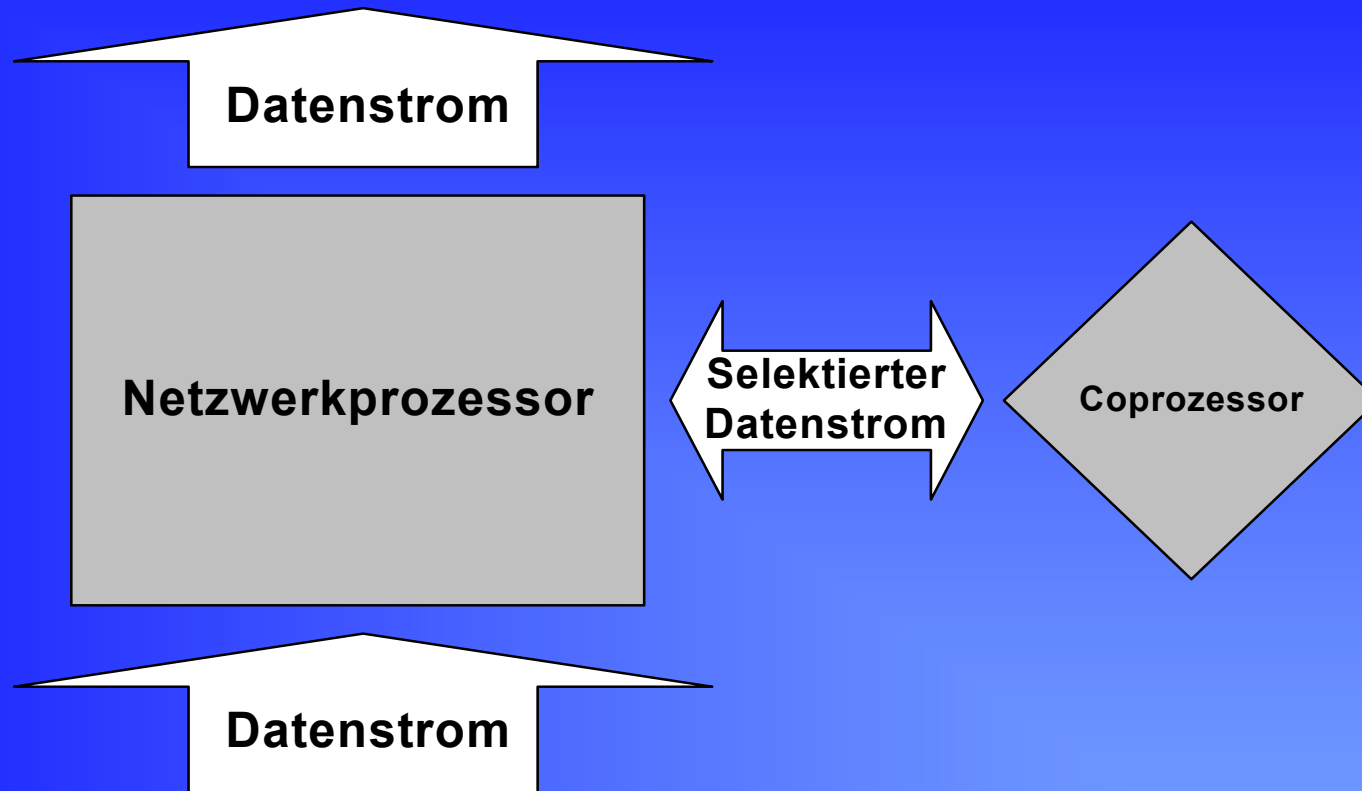 Datenstrom
Netzwerkprozessor
Selektierter
Datenstrom
Coprozessor
Datenstrom